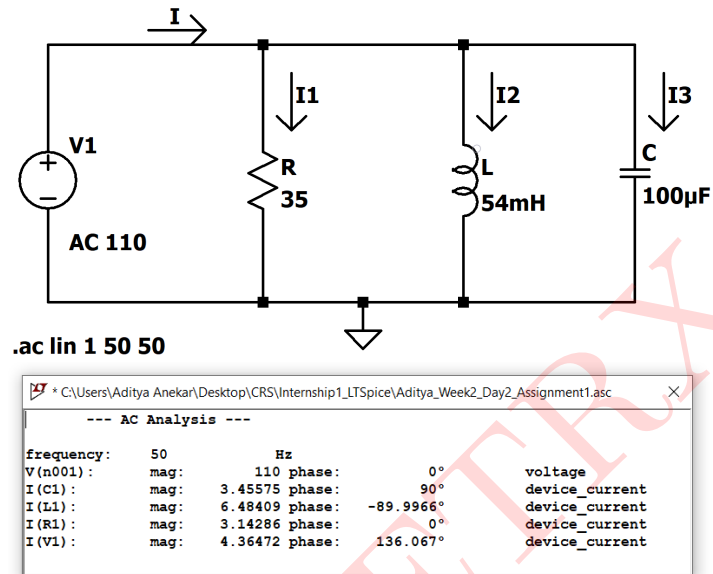 I
I1
I2
I3
V1
+
−
R
35
L
54mH
C
100µF
AC 110
.ac lin 1 50 50
LT * C:\Users\Aditya Anekar\Desktop\CRS\Internship1_LTSpice\Aditya_Week2_Day2_Assignment1.asc ×
--- AC Analysis ---
frequency: 50 Hz
V(n001): mag: 110 phase: 0° voltage
I(C1): mag: 3.45575 phase: 90° device_current
I(L1): mag: 6.48409 phase: -89.9966° device_current
I(R1): mag: 3.14286 phase: 0° device_current
I(V1): mag: 4.36472 phase: 136.067° device_current
ETRX